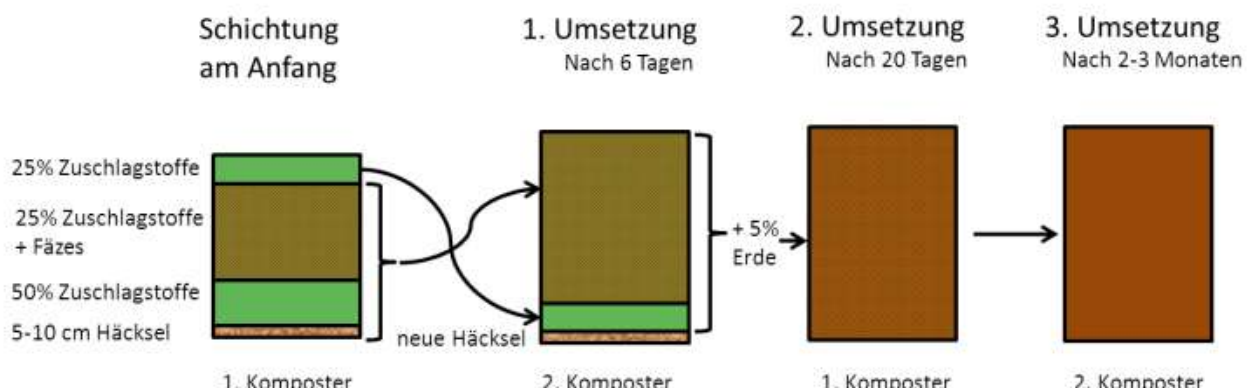 Schichtung
am Anfang
1. Umsetzung
Nach 6 Tagen
2. Umsetzung
Nach 20 Tagen
3. Umsetzung
Nach 2-3 Monaten
25% Zuschlagstoffe
25% Zuschlagstoffe
+ Fäzes
50% Zuschlagstoffe
5-10 cm Häcksel
neue Häcksel
+ 5%
Erde
1. Komposter
2. Komposter
1. Komposter
2. Komposter